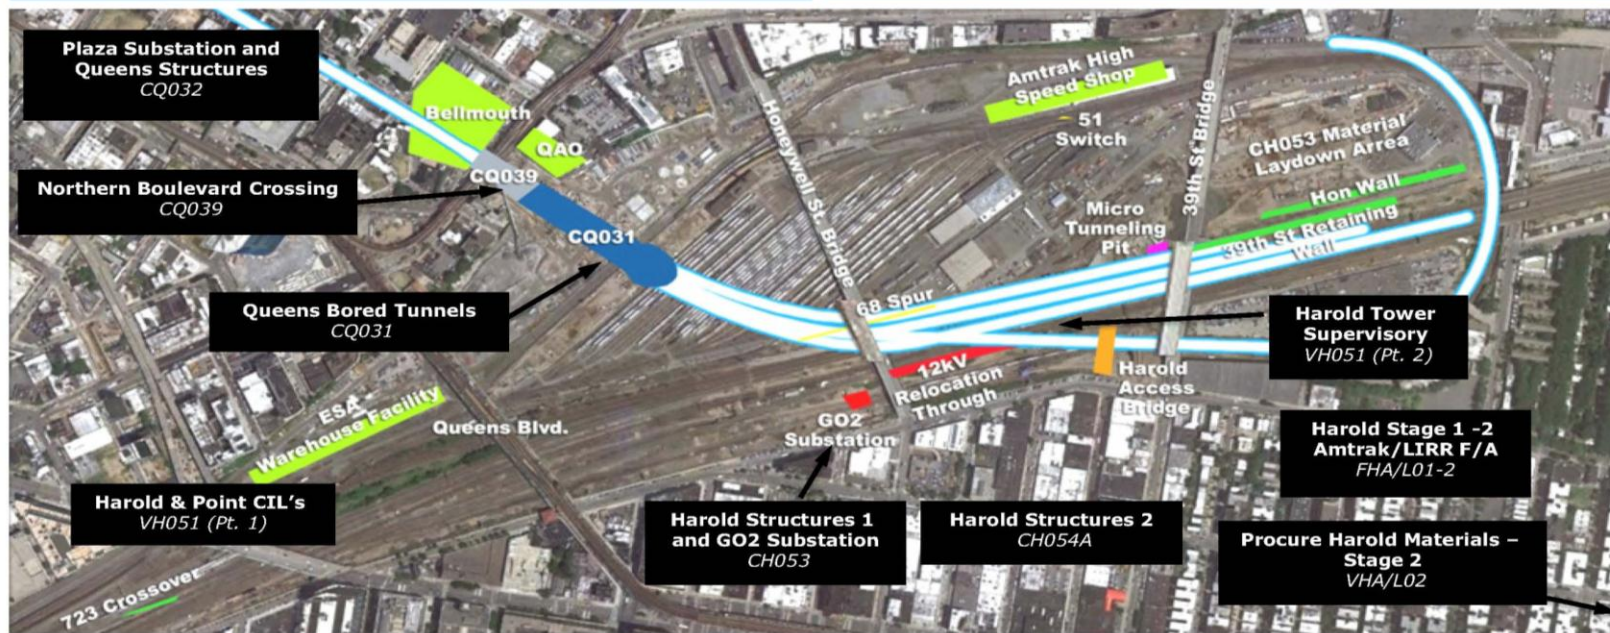 Plaza Substation and
Queens Structures
CQ032
Bellmouth
QAO
Amtrak High
Speed Shop
51
Switch
Honeywell St. Bridge
39th St Bridge
CH053 Material
Laydown Arrea
Northern Boulevard Crossing
CQ039
CQ039
Hon Wall
Micro
Tunneling
Pit
39th St Retaining
Wall
CQ031
Queens Bored Tunnels
CQ031
68 Spur
Harold Tower
Supervisory
VH051 (Pt. 2)
12kV
Relocation
Through
Harold
Access
Bridge
ESA
Warehouse Facility
Queens Blvd.
GO2
Substation
Harold Stage 1 -2
Amtrak/LIRR F/A
FHA/L01-2
Harold & Point CIL’s
VH051 (Pt. 1)
Harold Structures 1
and GO2 Substation
CH053
Harold Structures 2
CH054A
Procure Harold Materials –
Stage 2
VHA/L02
723 Crossover